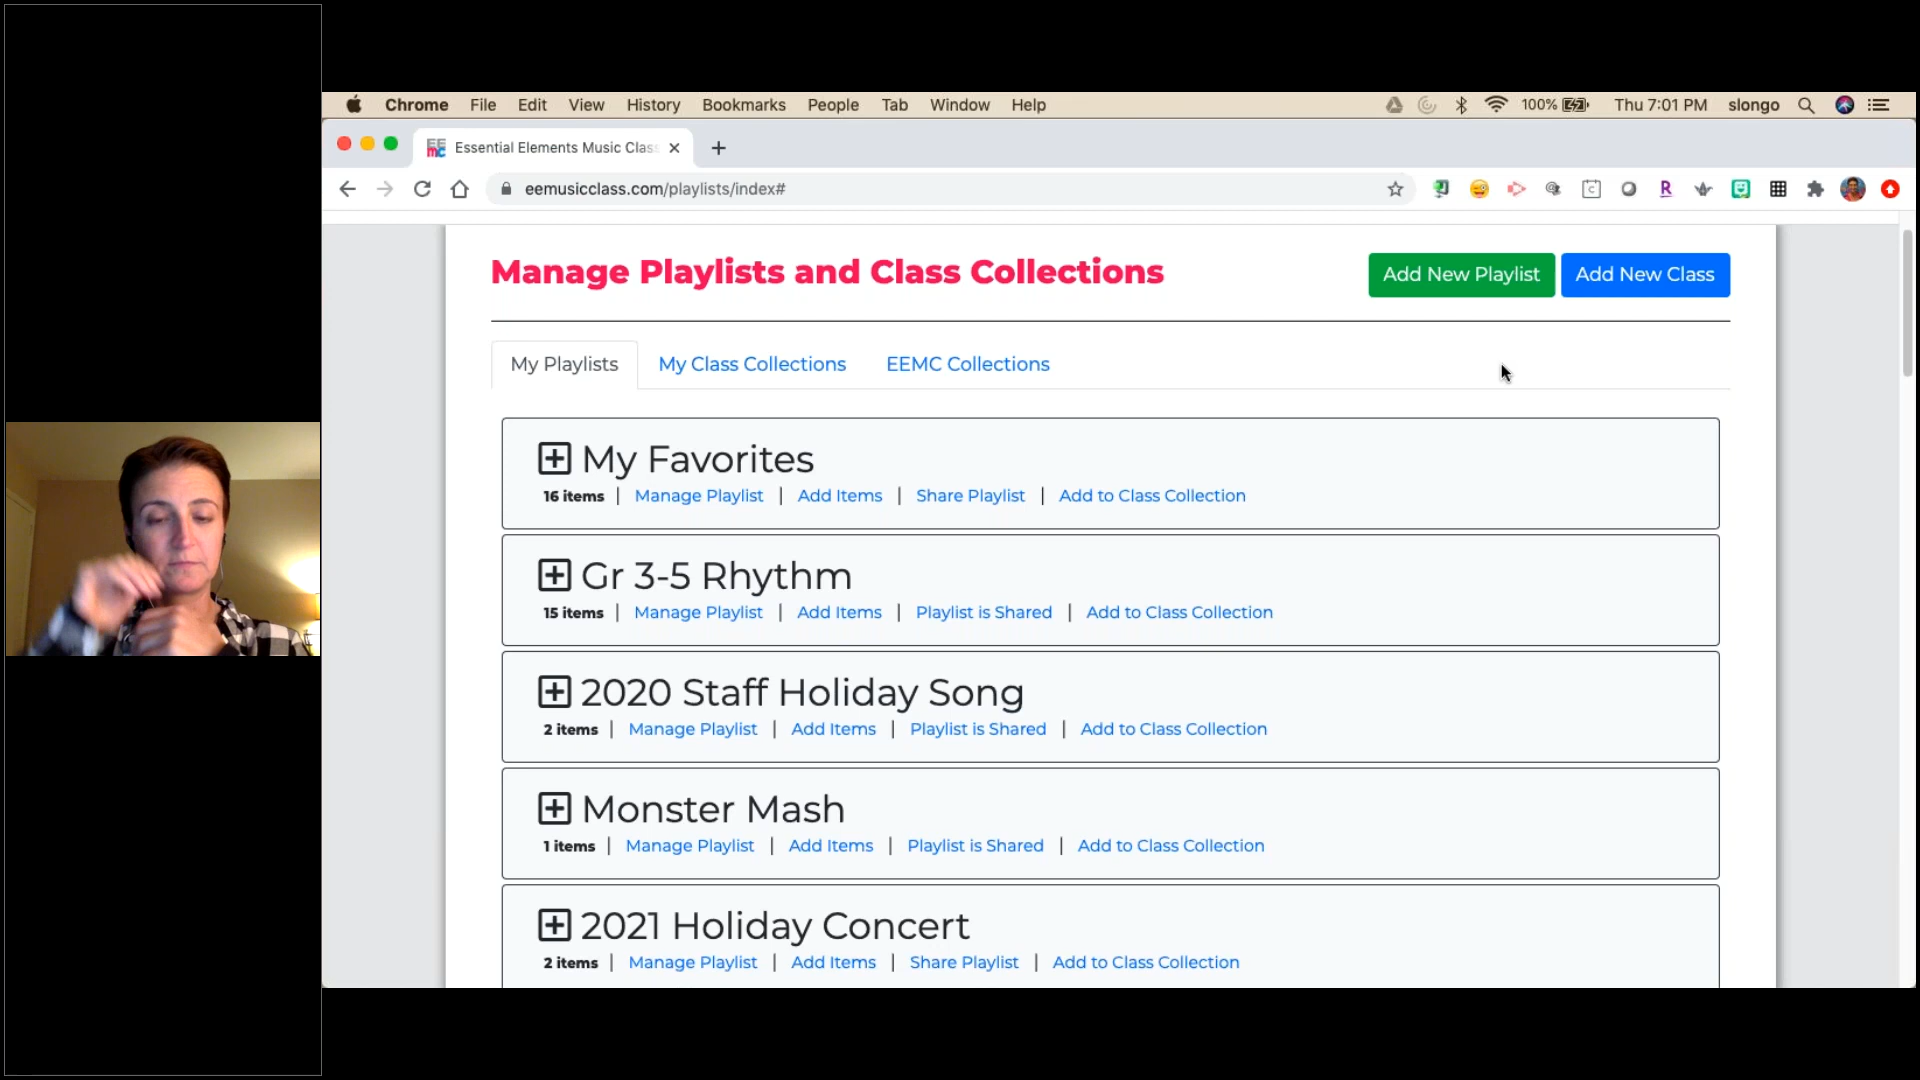 Chrome File Edit View History Bookmarks People Tab Window Help 100% Thu 7:01 PM slongo
Essential Elements Music Clas
eemusicclass.com/playlists/index#
Manage Playlists and Class Collections Add New Playlist Add New Class
My Playlists My Class Collections EEMC Collections
My Favorites
16 items | Manage Playlist | Add Items | Share Playlist | Add to Class Collection
Gr 3-5 Rhythm
15 items | Manage Playlist | Add Items | Playlist is Shared | Add to Class Collection
2020 Staff Holiday Song
2 items | Manage Playlist | Add Items | Playlist is Shared | Add to Class Collection
Monster Mash
1 items | Manage Playlist | Add Items | Playlist is Shared | Add to Class Collection
2021 Holiday Concert
2 items | Manage Playlist | Add Items | Share Playlist | Add to Class Collection